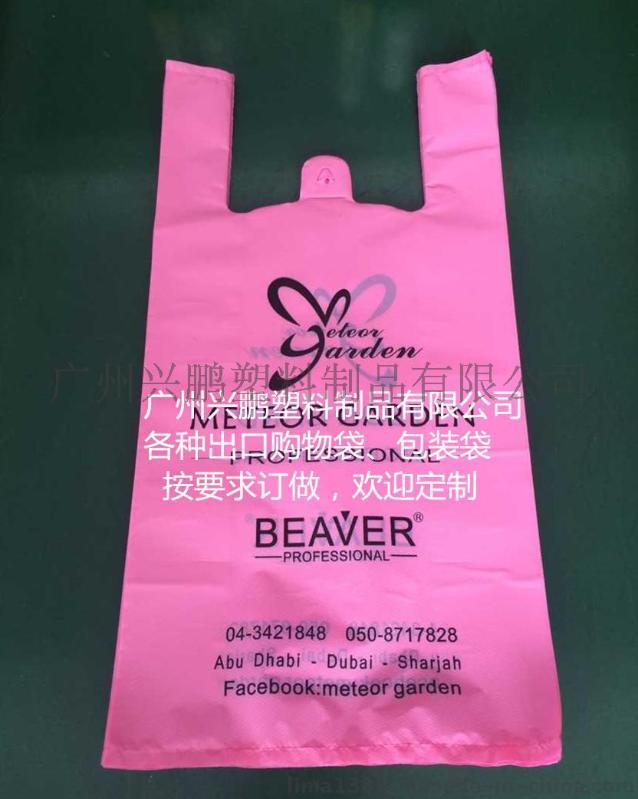 Meteor
garden
广州兴鹏塑料制品有限公司
广州兴鹏塑料制品有限公司
METEOR GARDEN
各种出口购物袋、包装袋
PROFESSIONAL
按要求订做，欢迎定制
BEAVER®
PROFESSIONAL
04-3421848 050-8717828
Abu Dhabi - Dubai - Sharjah
Facebook:meteor garden